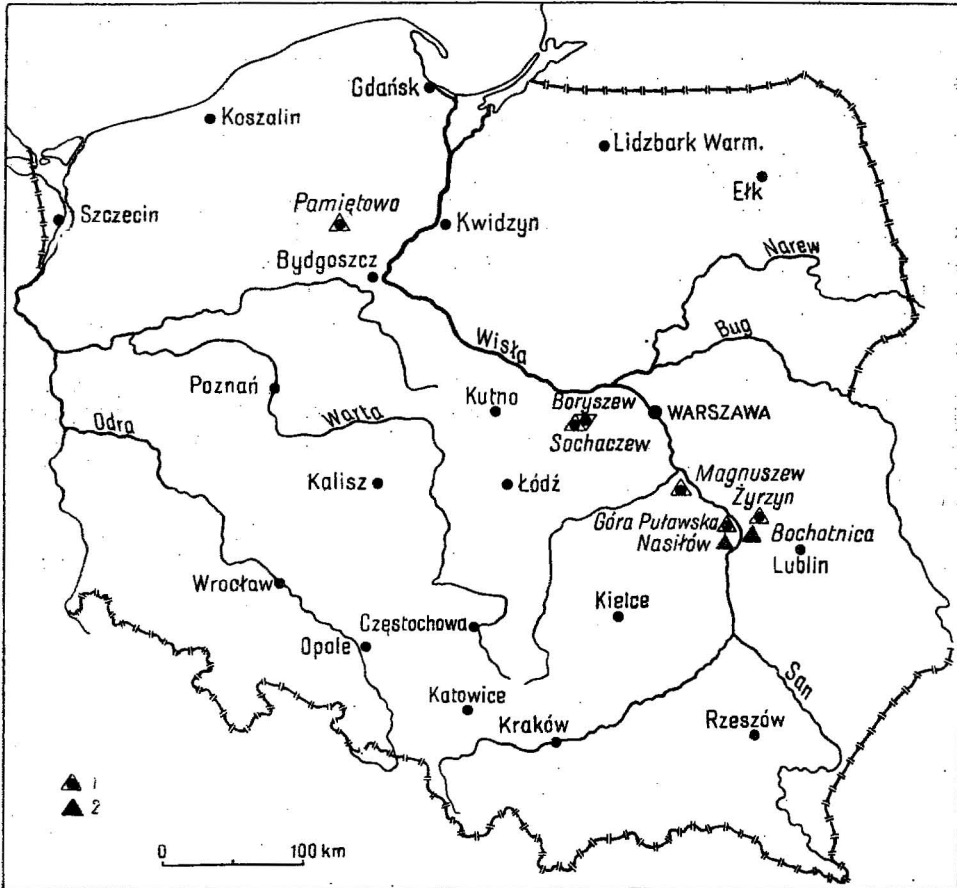 Gdańsk
Koszalin
Lidzbark Warm.
Ełk
Szczecin
Pamiętowo
Kwidzyn
Narew
Bydgoszcz
Wisła
Bug
Poznań
Kutno
Boryszew
WARSZAWA
Odra
Warta
Sochaczew
Kalisz
Łódź
Magnuszew
Żyrzyn
Góra Puławska
Bochotnica
Nasiłów
Lublin
Wrocław
Kielce
Częstochowa
Opole
San
Katowice
Kraków
Rzeszów
1
2
0 100 km